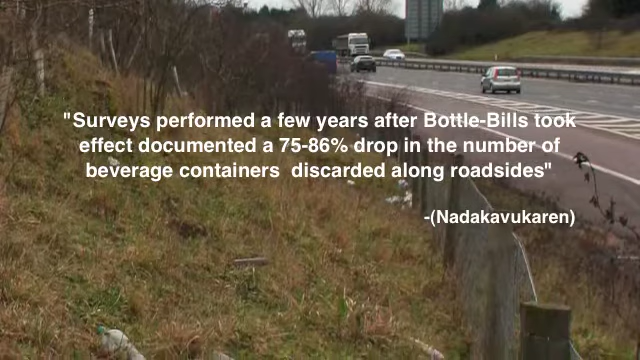 "Surveys performed a few years after Bottle-Bills took
effect documented a 75-86% drop in the number of
beverage containers  discarded along roadsides"
-(Nadakavukaren)